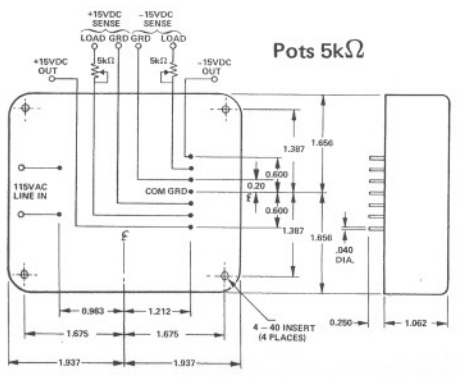 +15VDC
SENSE
-15VDC
SENSE
LOAD GRD GRD LOAD
+15VDC
OUT
5kΩ
5kΩ
-15VDC
OUT
Pots 5kΩ
115VAC
LINE IN
COM GRD
0.600
0.20
℄
0.600
1.387
1.387
1.656
1.656
℄
.040
DIA.
0.963
1.212
1.675
1.675
1.937
1.937
4 – 40 INSERT
(4 PLACES)
0.250
1.062